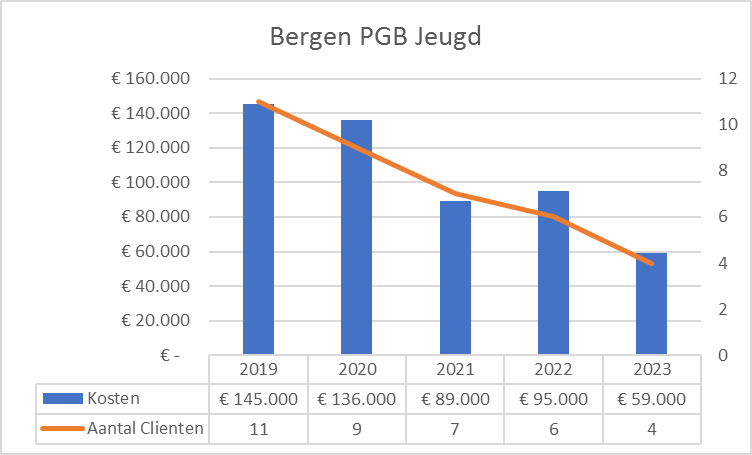 Bergen PGB Jeugd
€ 160.000 12
€ 140.000 10
€ 120.000
€ 100.000 8
€ 80.000 6
€ 60.000
€ 40.000 4
€ 20.000 2
€ - 0
2019 2020 2021 2022 2023
Kosten € 145.000 € 136.000 € 89.000 € 95.000 € 59.000
Aantal Clienten 11 9 7 6 4